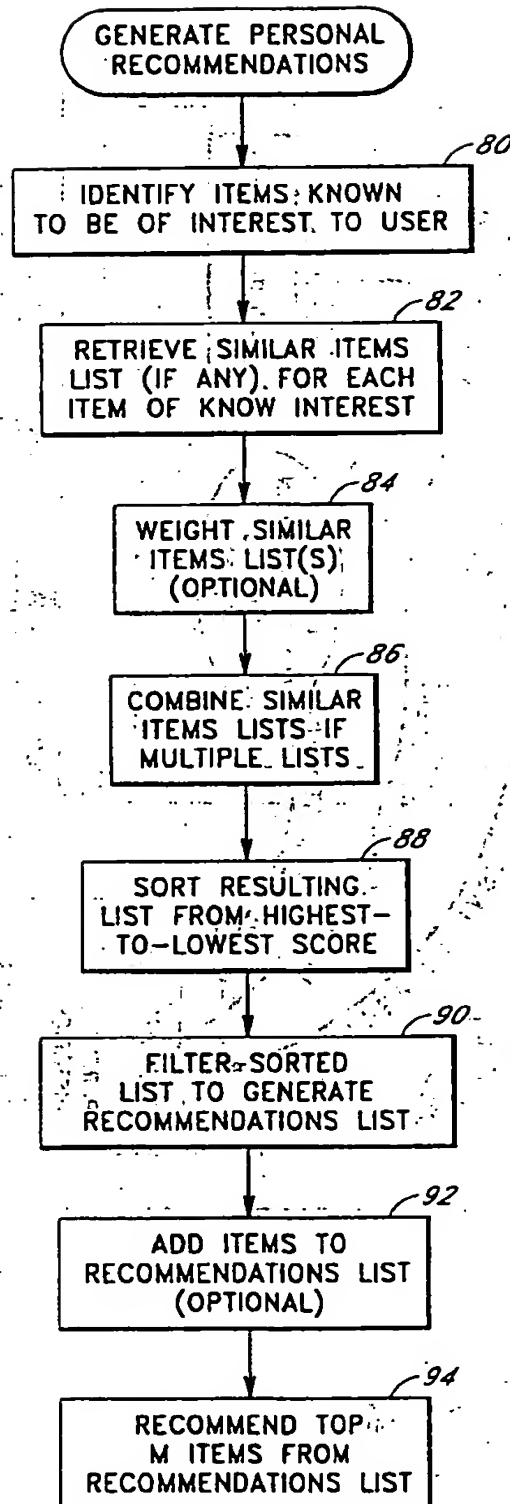 GENERATE PERSONAL
RECOMMENDATIONS
80
IDENTIFY ITEMS KNOWN
TO BE OF INTEREST TO USER
82
RETRIEVE SIMILAR ITEMS
LIST (IF ANY) FOR EACH
ITEM OF KNOW INTEREST
84
WEIGHT SIMILAR
ITEMS LIST(S)
(OPTIONAL)
86
COMBINE SIMILAR
ITEMS LISTS IF
MULTIPLE LISTS
88
SORT RESULTING
LIST FROM HIGHEST-
TO-LOWEST SCORE
90
FILTER SORTED
LIST TO GENERATE
RECOMMENDATIONS LIST
92
ADD ITEMS TO
RECOMMENDATIONS LIST
(OPTIONAL)
94
RECOMMEND TOP
M ITEMS FROM
RECOMMENDATIONS LIST